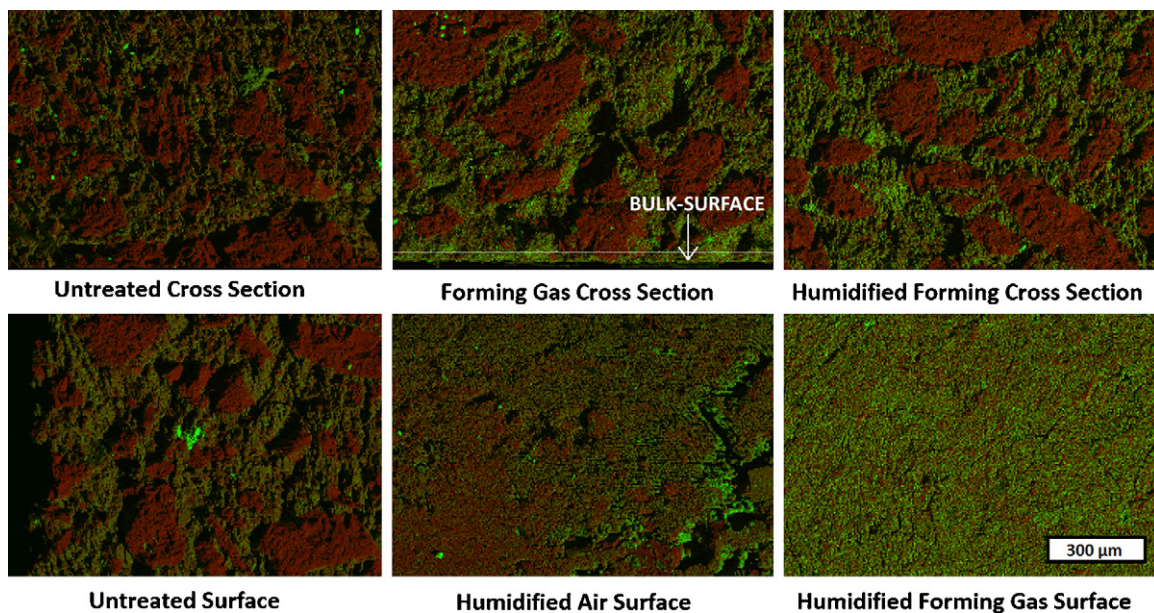 BULK-SURFACE
Untreated Cross Section
Forming Gas Cross Section
Humidified Forming Cross Section
300 µm
Untreated Surface
Humidified Air Surface
Humidified Forming Gas Surface